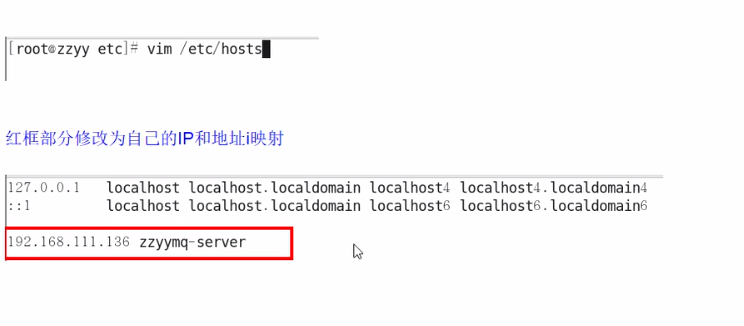 [root@zzyy etc]# vim /etc/hosts
红框部分修改为自己的IP和地址i映射
127.0.0.1   localhost localhost.localdomain localhost4 localhost4.localdomain4
::1         localhost localhost.localdomain localhost6 localhost6.localdomain6
192.168.111.136 zzyymq-server